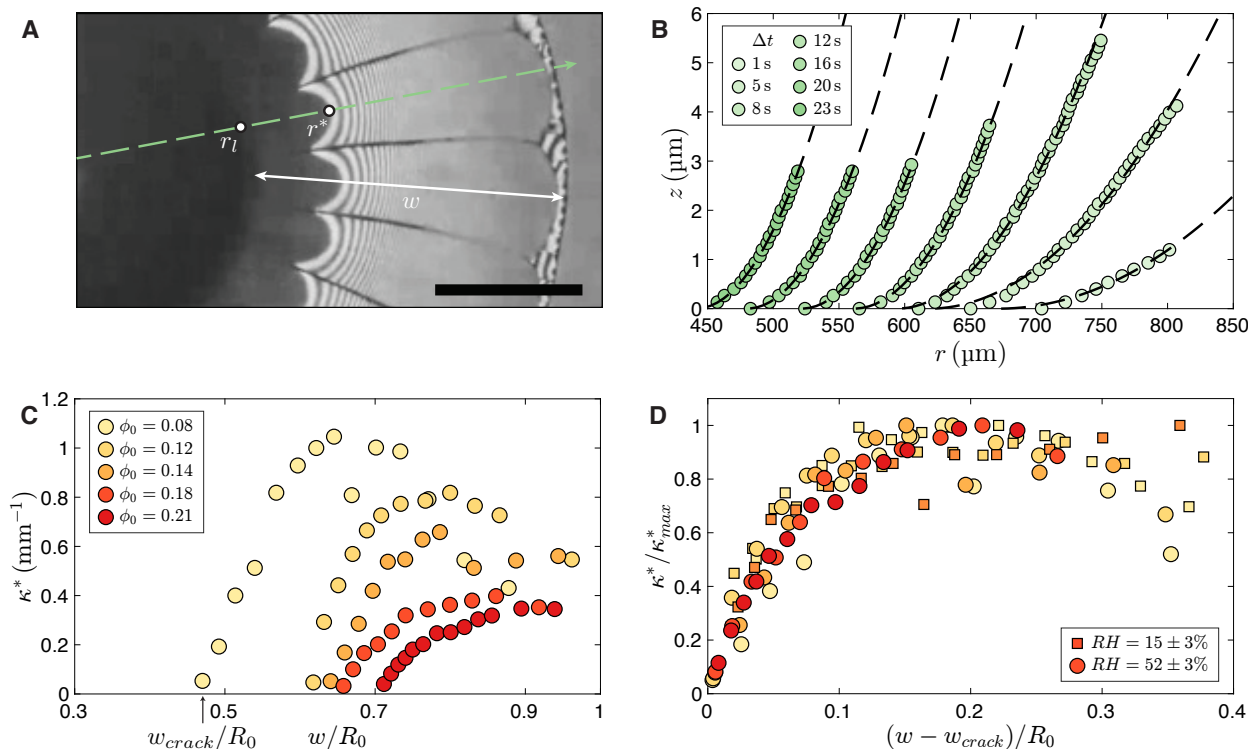 A
r_l
r*
w
B
Δt
1 s
5 s
8 s
12 s
16 s
20 s
23 s
6
5
4
3
2
1
0
z (µm)
450 500 550 600 650 700 750 800 850
r (µm)
C
ϕ₀ = 0.08
ϕ₀ = 0.12
ϕ₀ = 0.14
ϕ₀ = 0.18
ϕ₀ = 0.21
1.2
1
0.8
0.6
0.4
0.2
0
κ* (mm⁻¹)
0.3 0.5 0.7 0.9 1
w_crack/R₀ w/R₀
D
1
0.8
0.6
0.4
0.2
0
κ*/κ*_max
RH = 15 ± 3%
RH = 52 ± 3%
0 0.1 0.2 0.3 0.4
(w − w_crack)/R₀